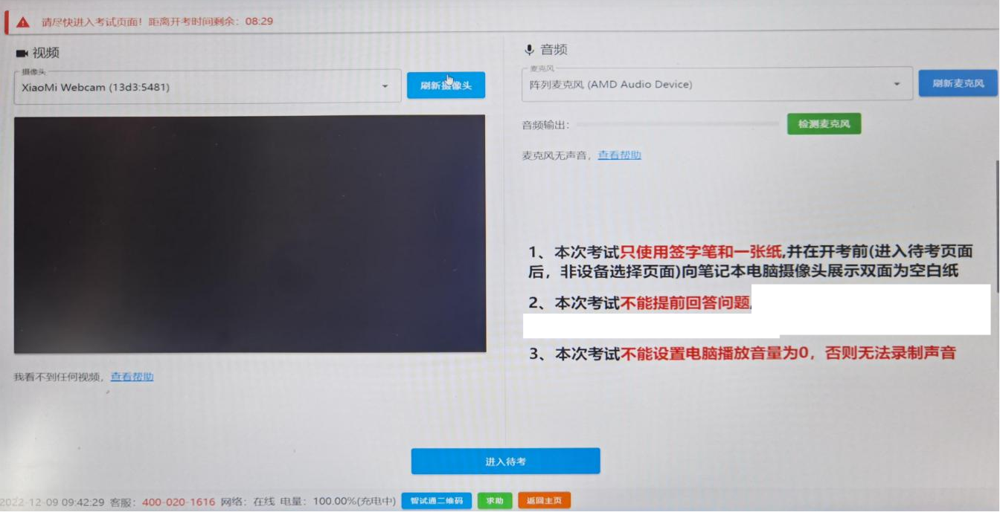 请尽快进入考试页面！距离开考时间剩余：08:29
视频
摄像头
XiaoMi Webcam (13d3:5481)
刷新摄像头
音频
麦克风
阵列麦克风 (AMD Audio Device)
刷新麦克风
音频输出：
检测麦克风
麦克风无声音，查看帮助
1、本次考试只使用签字笔和一张纸,并在开考前(进入待考页面
后，非设备选择页面)向笔记本电脑摄像头展示双面为空白纸
2、本次考试不能提前回答问题,
3、本次考试不能设置电脑播放音量为0，否则无法录制声音
我看不到任何视频，查看帮助
进入待考
2022-12-09 09:42:29 客服：400-020-1616 网络：在线 电量：100.00%(充电中) 智试通二维码 求助 返回主页